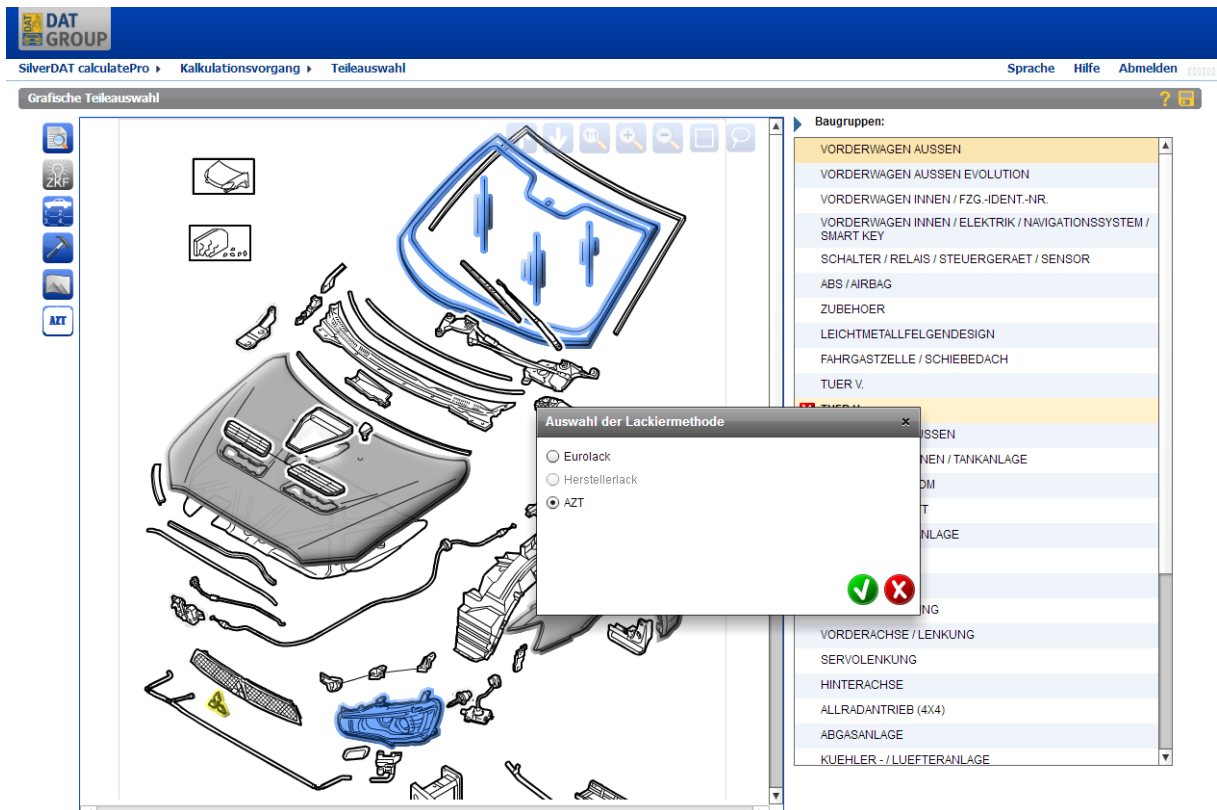 DAT
GROUP
SilverDAT calculatePro
Kalkulationsvorgang
Teileauswahl
Sprache
Hilfe
Abmelden
Grafische Teileauswahl
?
ZKF
AZT
Baugruppen:
VORDERWAGEN AUSSEN
VORDERWAGEN AUSSEN EVOLUTION
VORDERWAGEN INNEN / FZG.-IDENT.-NR.
VORDERWAGEN INNEN / ELEKTRIK / NAVIGATIONSSYSTEM /
SMART KEY
SCHALTER / RELAIS / STEUERGERAET / SENSOR
ABS / AIRBAG
ZUBEHOER
LEICHTMETALLFELGENDESIGN
FAHRGASTZELLE / SCHIEBEDACH
TUER V.
Auswahl der Lackiermethode
x
Eurolack
Herstellerlack
AZT
USSEN
NEN / TANKANLAGE
OM
T
NLAGE
NG
VORDERACHSE / LENKUNG
SERVOLENKUNG
HINTERACHSE
ALLRADANTRIEB (4X4)
ABGASANLAGE
KUEHLER - / LUEFTERANLAGE